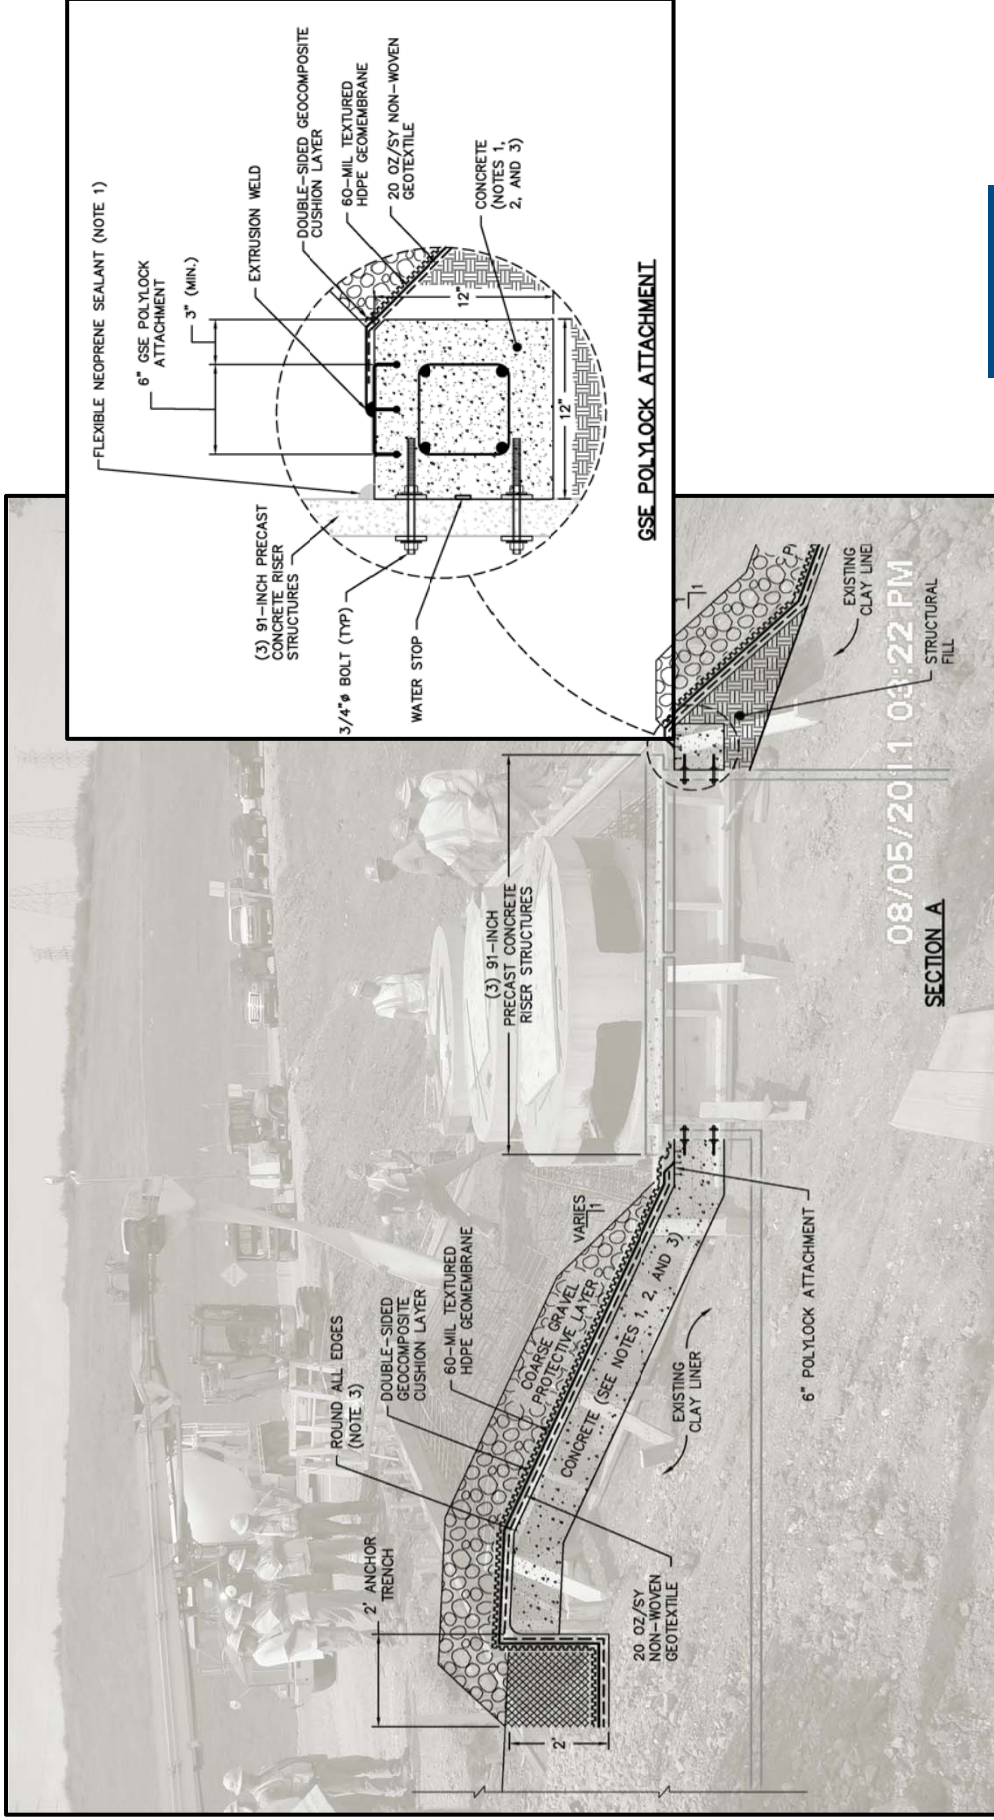 FLEXIBLE NEOPRENE SEALANT (NOTE 1)
6" GSE POLYLOCK
ATTACHMENT
3" (MIN.)
EXTRUSION WELD
DOUBLE-SIDED GEOCOMPOSITE
CUSHION LAYER
60-MIL TEXTURED
HDPE GEOMEMBRANE
20 OZ/SY NON-WOVEN
GEOTEXTILE
(3) 91-INCH PRECAST
CONCRETE RISER
STRUCTURES
3/4"ø BOLT (TYP)
WATER STOP
12"
12"
CONCRETE
(NOTES 1,
2, AND 3)
GSE POLYLOCK ATTACHMENT
2' ANCHOR
TRENCH
ROUND ALL EDGES
(NOTE 3)
DOUBLE-SIDED
GEOCOMPOSITE
CUSHION LAYER
60-MIL TEXTURED
HDPE GEOMEMBRANE
(3) 91-INCH
PRECAST CONCRETE
RISER STRUCTURES
VARIES
1
COARSE GRAVEL
PROTECTIVE LAYER
CONCRETE (SEE NOTES 1, 2, AND 3)
2'
20 OZ/SY
NON-WOVEN
GEOTEXTILE
EXISTING
CLAY LINER
6" POLYLOCK ATTACHMENT
1
EXISTING
CLAY LINE
STRUCTURAL
FILL
08/05/2011 03:22 PM
SECTION A